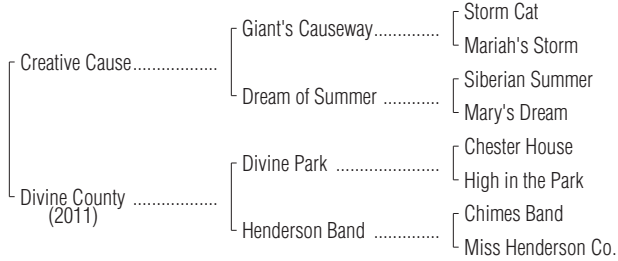 Storm Cat
Giant's Causeway..............
Mariah's Storm
Creative Cause..................
Siberian Summer
Dream of Summer ............
Mary's Dream
Chester House
Divine Park ......................
High in the Park
Divine County ..................
(2011)
Chimes Band
Henderson Band ..............
Miss Henderson Co.